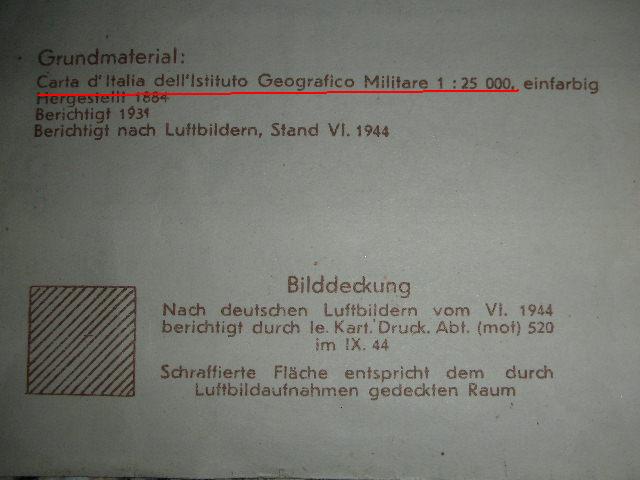 Grundmaterial:
Carta d'Italia dell'Istituto Geografico Militare 1 : 25 000, einfarbig
Hergestellt 1884
Berichtigt 1931
Berichtigt nach Luftbildern, Stand VI. 1944
Bilddeckung
Nach deutschen Luftbildern vom VI. 1944
berichtigt durch le. Kart. Druck. Abt. (mot) 520
im IX. 44
Schraffierte Fläche entspricht dem durch
Luftbildaufnahmen gedeckten Raum